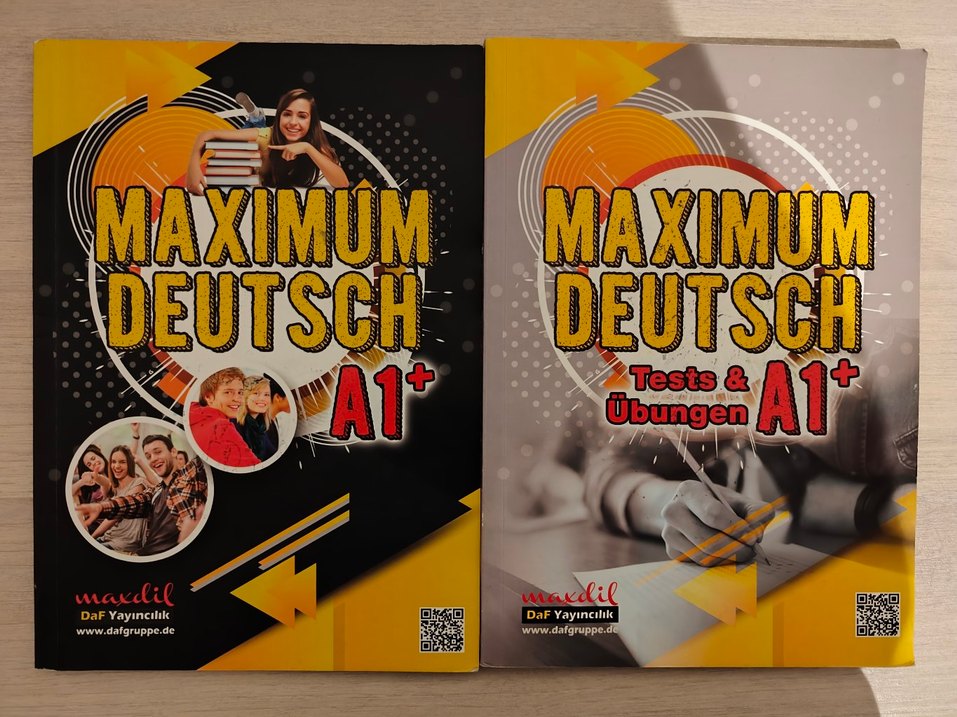 MAXIMUM
DEUTSCH
A1+
maxdil
DaF Yayıncılık
www.dafgruppe.de
MAXIMUM
DEUTSCH
Tests &
Übungen A1+
maxdil
DaF Yayıncılık
www.dafgruppe.de